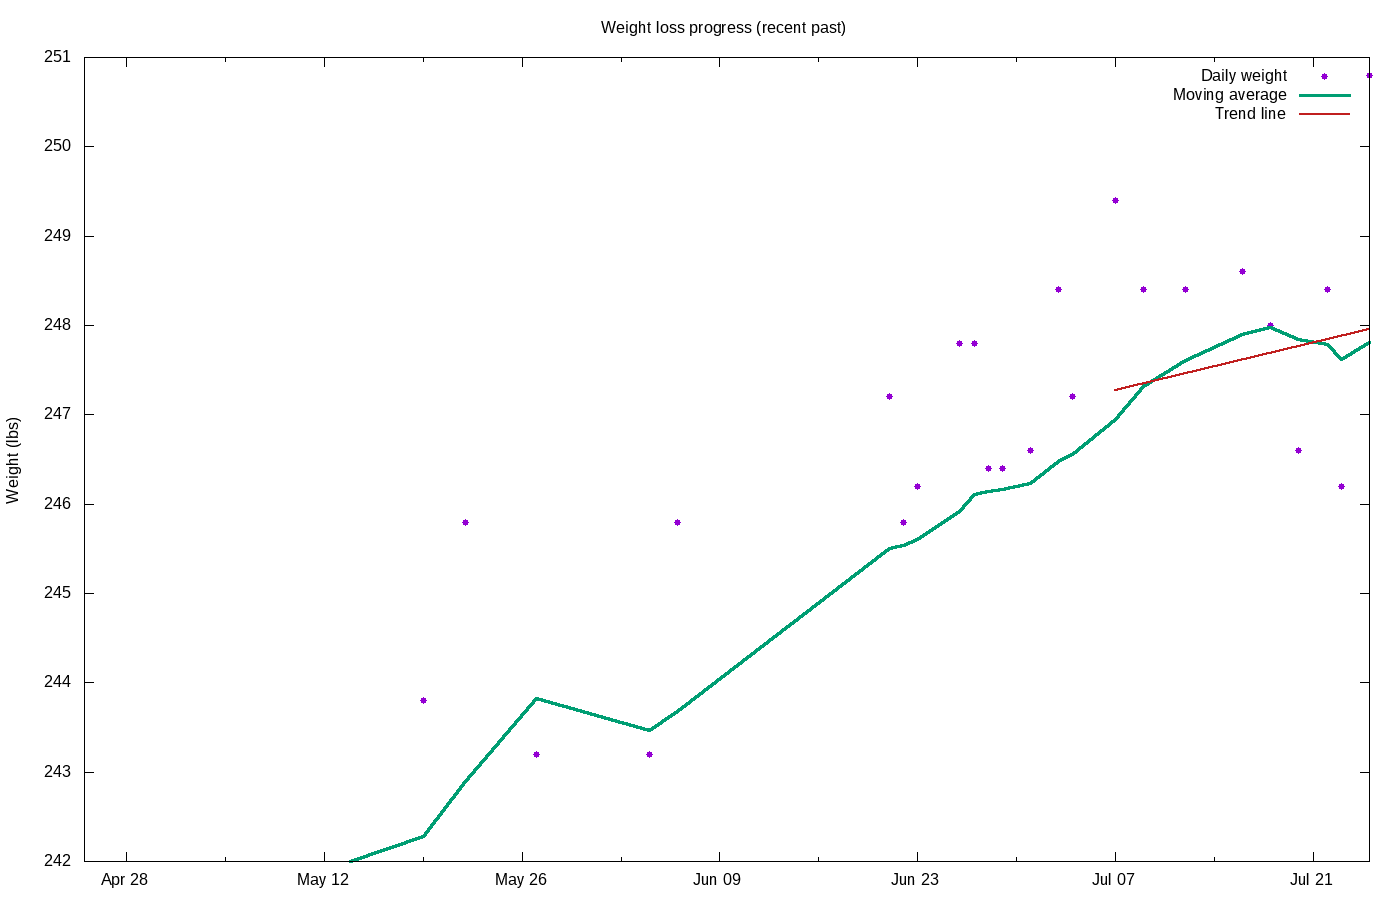 Weight loss progress (recent past)
251
250
249
248
247
246
245
244
243
242
Weight (lbs)
Daily weight
Moving average
Trend line
Apr 28 May 12 May 26 Jun 09 Jun 23 Jul 07 Jul 21